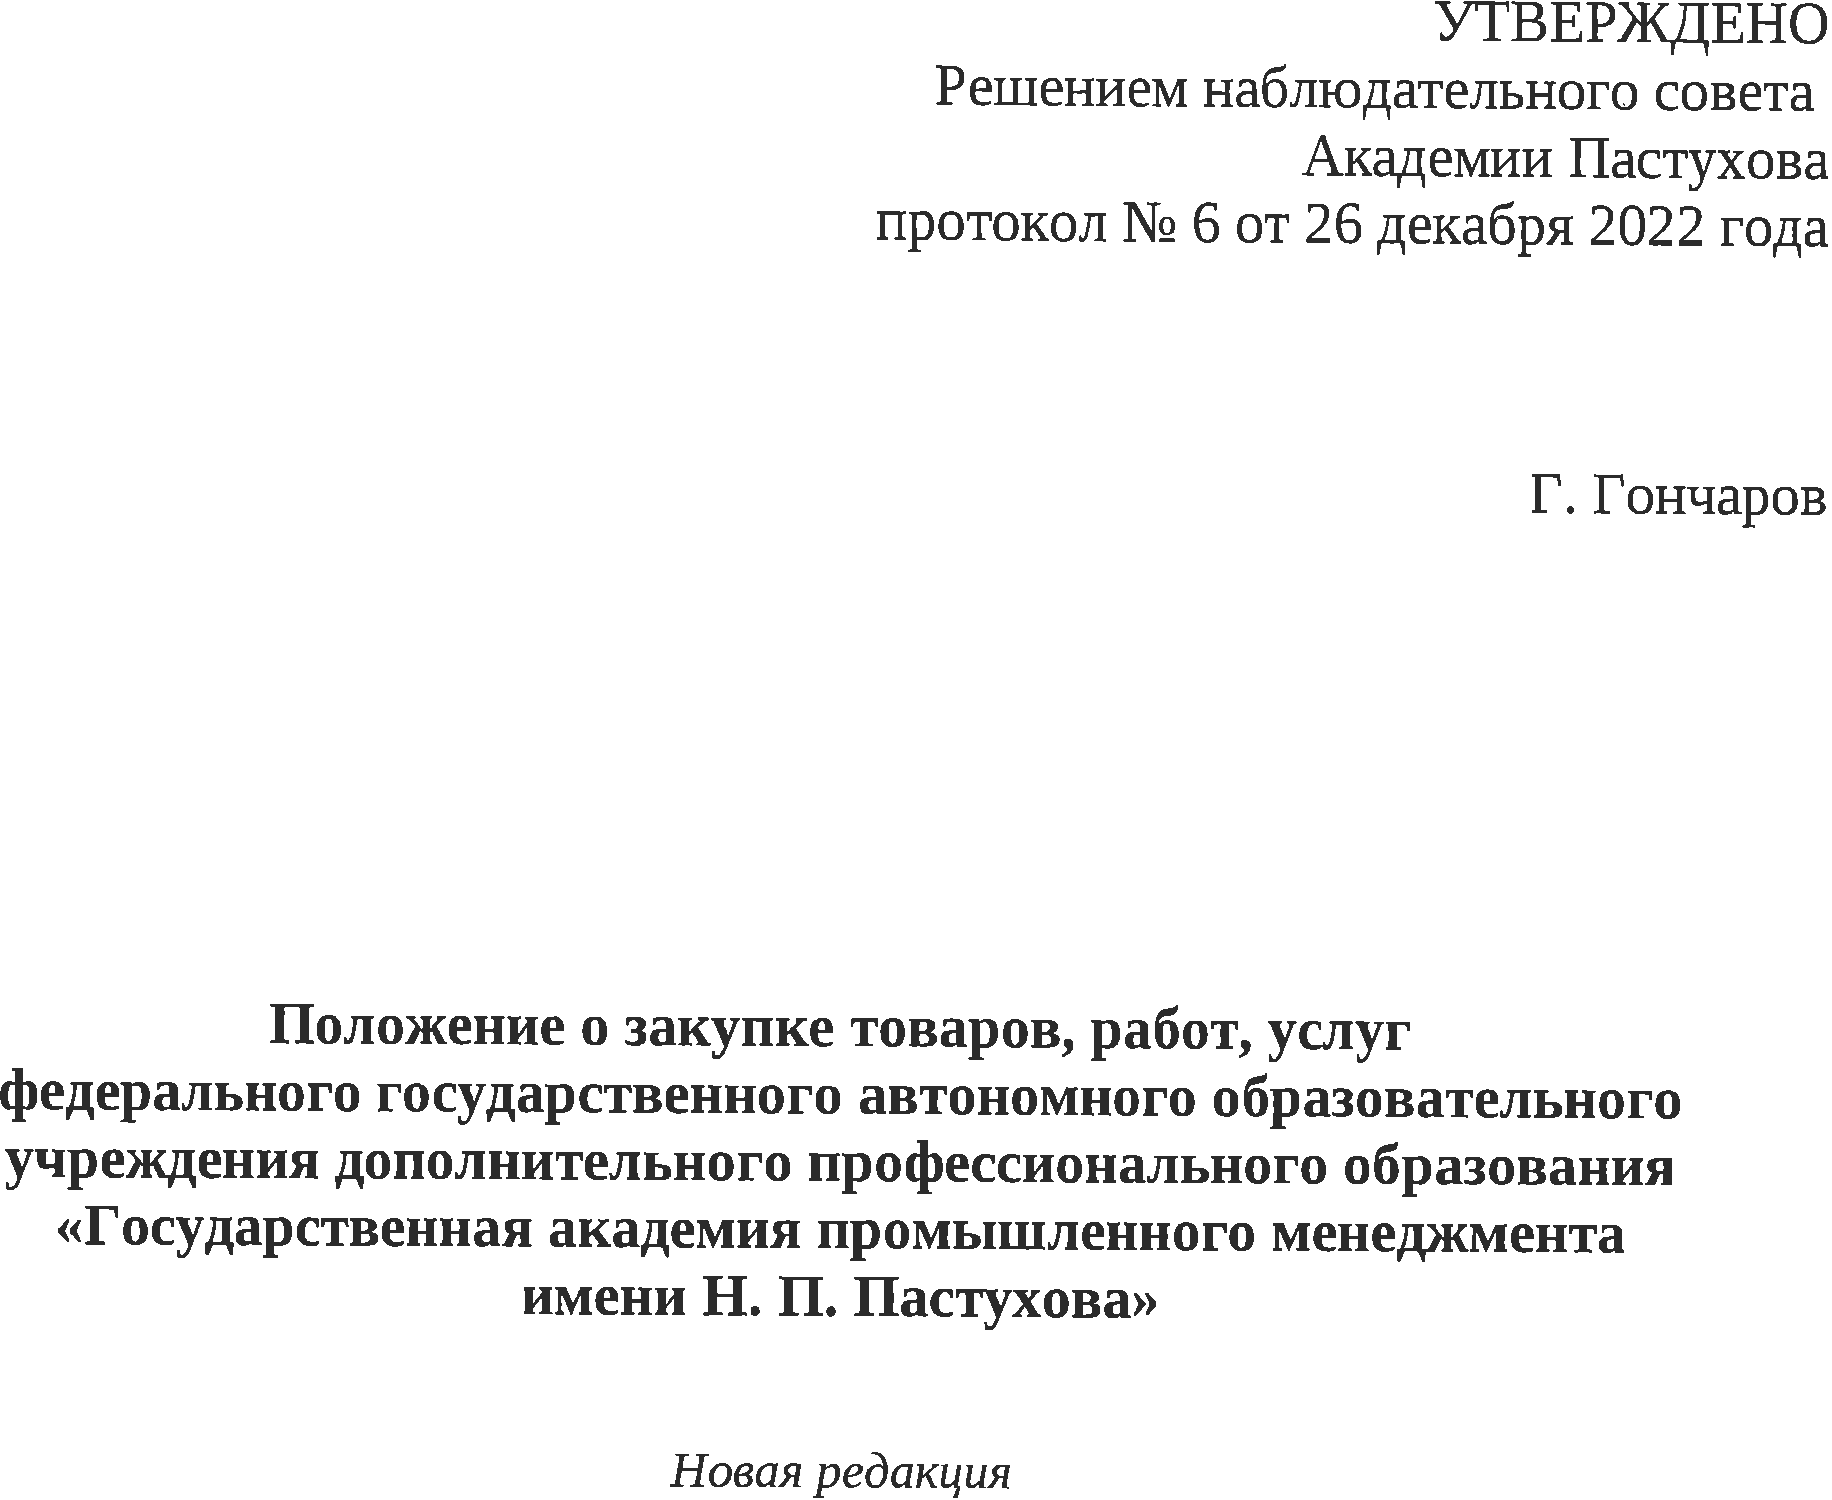 УТВЕРЖДЕНО
Решением наблюдательного совета
Академии Пастухова
протокол № 6 от 26 декабря 2022 года
Г. Гончаров
Положение о закупке товаров, работ, услуг
федерального государственного автономного образовательного
учреждения дополнительного профессионального образования
«Государственная академия промышленного менеджмента
имени Н. П. Пастухова»
Новая редакция